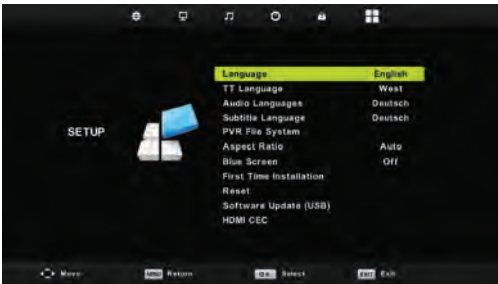 SETUP
Language English
TT Language West
Audio Languages Deutsch
Subtitle Language Deutsch
PVR File System
Aspect Ratio Auto
Blue Screen Off
First Time Installation
Reset
Software Update (USB)
HDMI CEC
Move MENU Return OK Select EXIT Exit